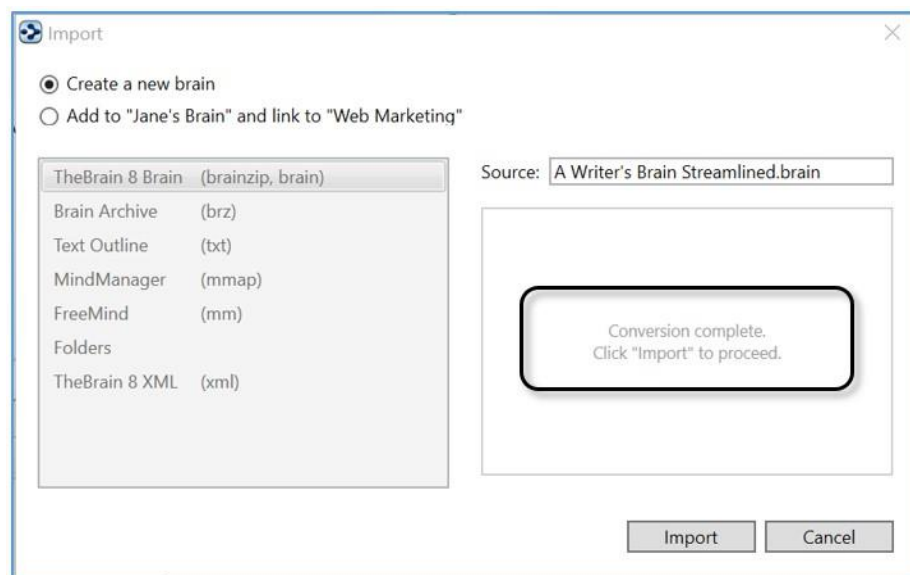 Import
Create a new brain
Add to "Jane's Brain" and link to "Web Marketing"
TheBrain 8 Brain (brainzip, brain)
Brain Archive (brz)
Text Outline (txt)
MindManager (mmap)
FreeMind (mm)
Folders
TheBrain 8 XML (xml)
Source: A Writer's Brain Streamlined.brain
Conversion complete.
Click "Import" to proceed.
Import Cancel